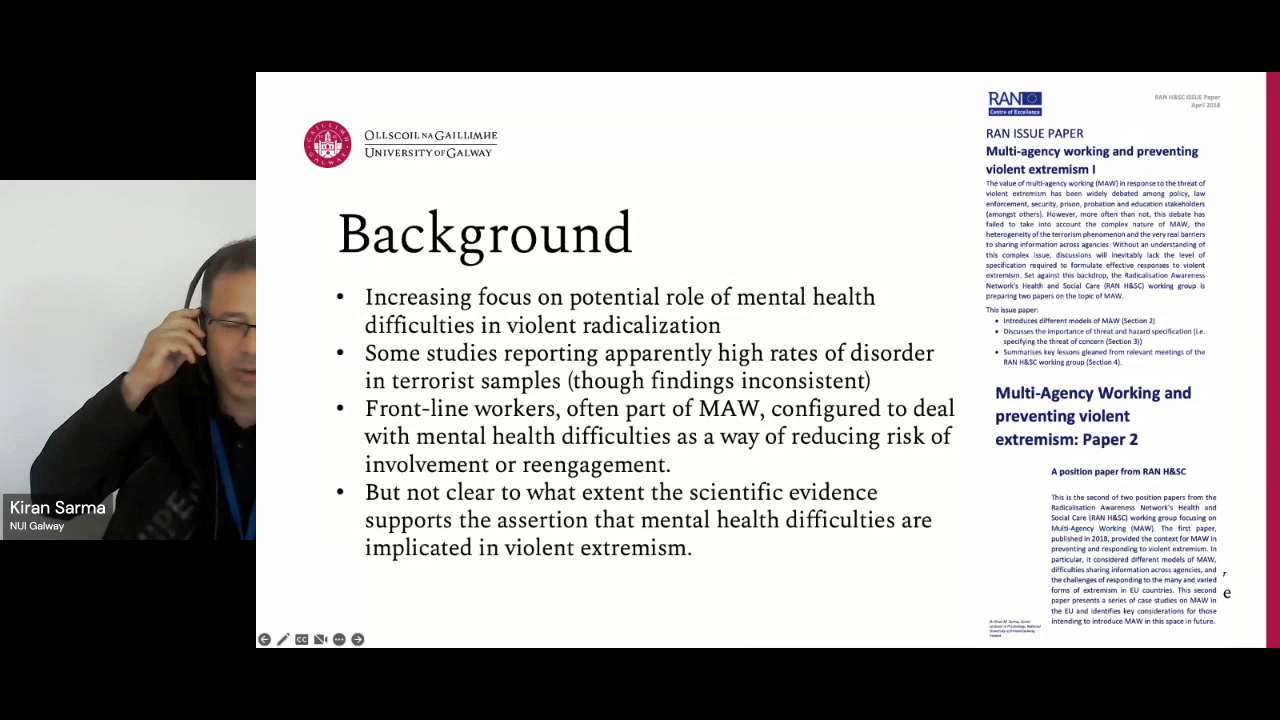 Kiran Sarma
NUI Galway
OLLSCOIL NA GAILLIMHE
UNIVERSITY OF GALWAY
Background
• Increasing focus on potential role of mental health
difficulties in violent radicalization
• Some studies reporting apparently high rates of disorder
in terrorist samples (though findings inconsistent)
• Front-line workers, often part of MAW, configured to deal
with mental health difficulties as a way of reducing risk of
involvement or reengagement.
• But not clear to what extent the scientific evidence
supports the assertion that mental health difficulties are
implicated in violent extremism.
RAN
Centre of Excellence
RAN H&SC ISSUE Paper
April 2018
RAN ISSUE PAPER
Multi-agency working and preventing
violent extremism I
The value of multi-agency working (MAW) in response to the threat of
violent extremism has been widely debated among policy, law
enforcement, security, prison, probation and education stakeholders
(amongst others). However, more often than not, this debate has
failed to take into account the complex nature of MAW, the
heterogeneity of the terrorism phenomenon and the very real barriers
to sharing information across agencies. Without an understanding of
this complex issue, discussions will inevitably lack the level of
specification required to formulate effective responses to violent
extremism. Set against this backdrop, the Radicalisation Awareness
Network's Health and Social Care (RAN H&SC) working group is
preparing two papers on the topic of MAW.
This issue paper:
• Introduces different models of MAW (Section 2)
• Discusses the importance of threat and hazard specification (i.e.
specifying the threat of concern (Section 3))
• Summarises key lessons gleaned from relevant meetings of the
RAN H&SC working group (Section 4).
Multi-Agency Working and
preventing violent
extremism: Paper 2
A position paper from RAN H&SC
This is the second of two position papers from the
Radicalisation Awareness Network's Health and
Social Care (RAN H&SC) working group focusing on
Multi-Agency Working (MAW). The first paper,
published in 2018, provided the context for MAW in
preventing and responding to violent extremism. In
particular, it considered different models of MAW,
difficulties sharing information across agencies, and
the challenges of responding to the many and varied
forms of extremism in EU countries. This second
paper presents a series of case studies on MAW in
the EU and identifies key considerations for those
intending to introduce MAW in this space in future.
e
CC